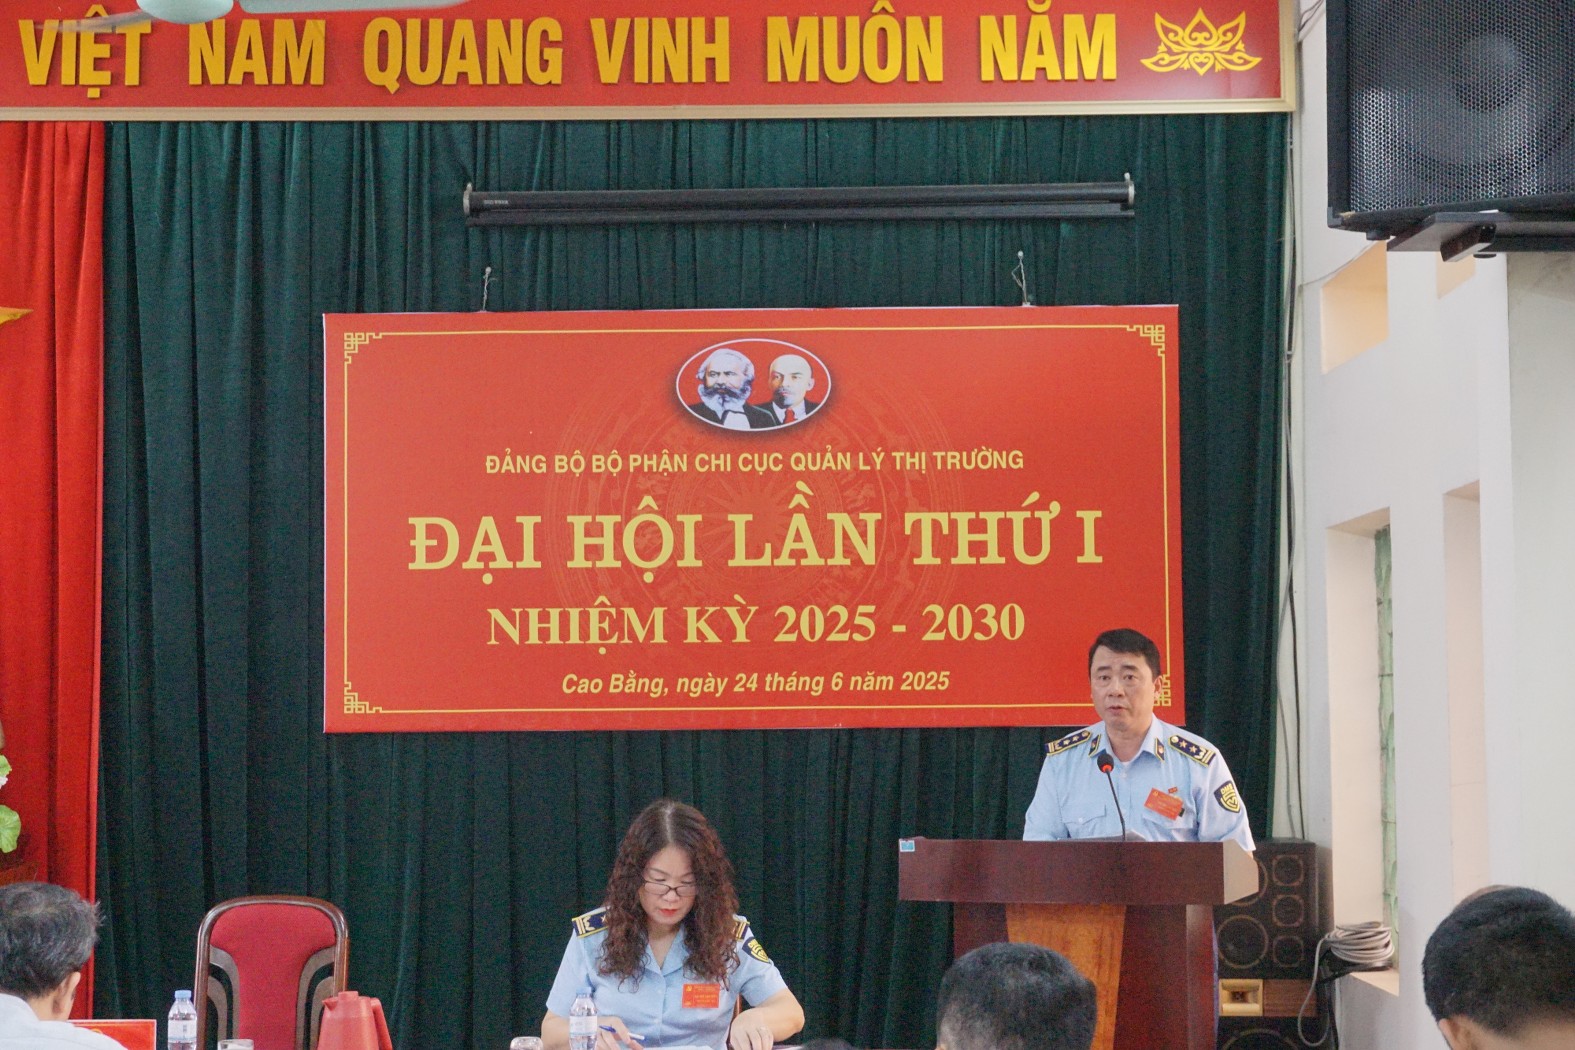 VIỆT NAM QUANG VINH MUÔN NĂM
ĐẢNG BỘ BỘ PHẬN CHI CỤC QUẢN LÝ THỊ TRƯỜNG
ĐẠI HỘI LẦN THỨ I
NHIỆM KỲ 2025 - 2030
Cao Bằng, ngày 24 tháng 6 năm 2025